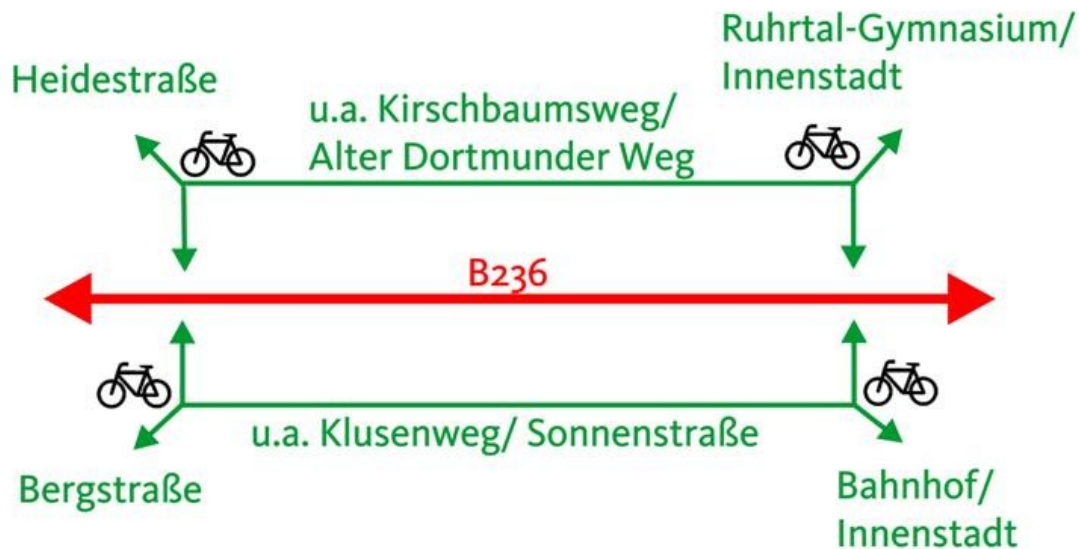 Heidestraße
u.a. Kirschbaumsweg/
Alter Dortmunder Weg
Ruhrtal-Gymnasium/
Innenstadt
B236
Bergstraße
u.a. Klusenweg/ Sonnenstraße
Bahnhof/
Innenstadt